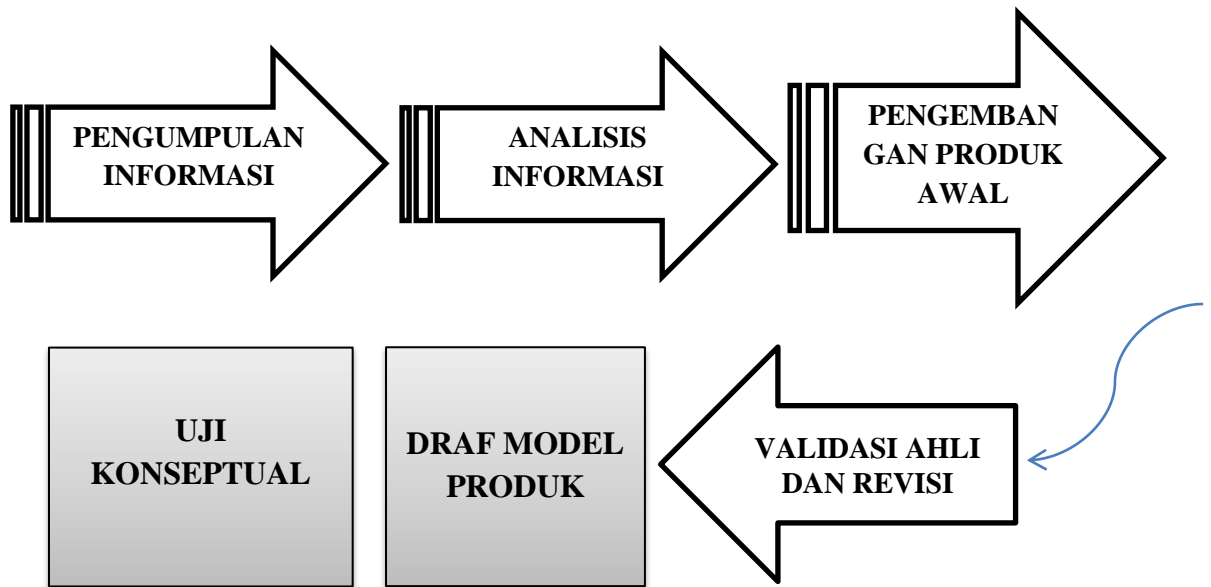 PENGUMPULAN
INFORMASI
ANALISIS
INFORMASI
PENGEMBAN
GAN PRODUK
AWAL
UJI
KONSEPTUAL
DRAF MODEL
PRODUK
VALIDASI AHLI
DAN REVISI